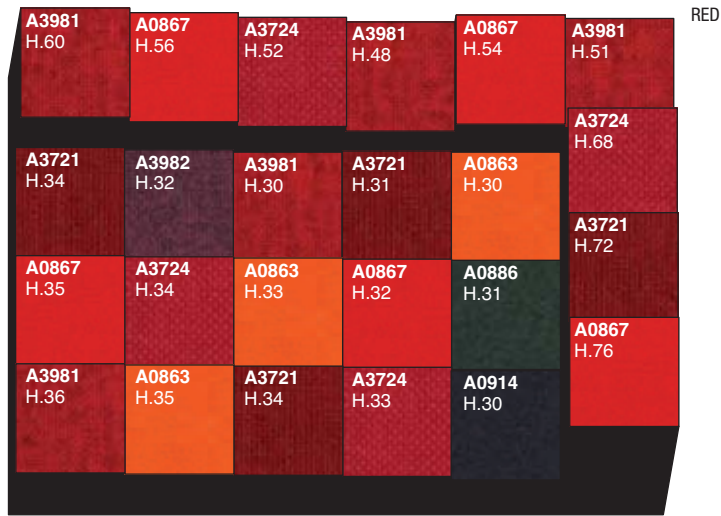 RED
A3981
H.60
A0867
H.56
A3724
H.52
A3981
H.48
A0867
H.54
A3981
H.51
A3724
H.68
A3721
H.34
A3982
H.32
A3981
H.30
A3721
H.31
A0863
H.30
A3721
H.72
A0867
H.35
A3724
H.34
A0863
H.33
A0867
H.32
A0886
H.31
A0867
H.76
A3981
H.36
A0863
H.35
A3721
H.34
A3724
H.33
A0914
H.30